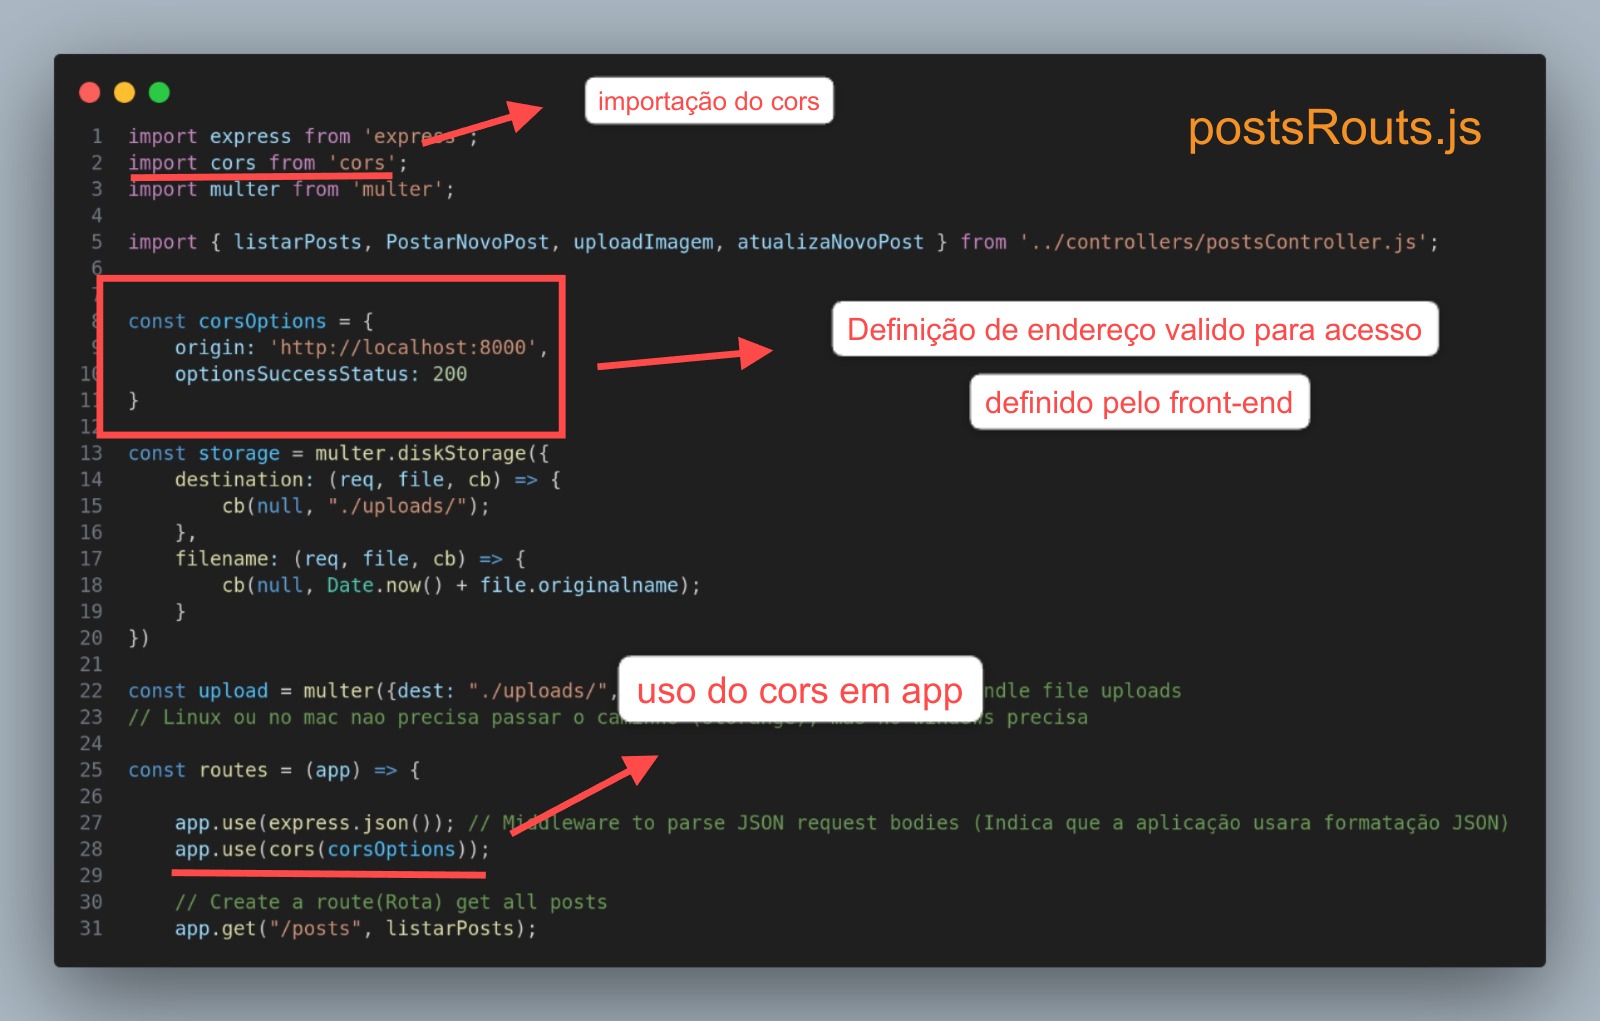 importação do cors
postsRouts.js
1 import express from 'express';
2 import cors from 'cors';
3 import multer from 'multer';
4
5 import { listarPosts, PostarNovoPost, uploadImagem, atualizaNovoPost } from '../controllers/postsController.js';
6
7
8 const corsOptions = {
9 origin: 'http://localhost:8000',
10 optionsSuccessStatus: 200
11 }
12
Definição de endereço valido para acesso
definido pelo front-end
13 const storage = multer.diskStorage({
14 destination: (req, file, cb) => {
15 cb(null, "./uploads/");
16 },
17 filename: (req, file, cb) => {
18 cb(null, Date.now() + file.originalname);
19 }
20 })
21
22 const upload = multer({dest: "./uploads/", file uploads
uso do cors em app
23 // Linux ou no mac nao precisa passar o precisa
24
25 const routes = (app) => {
26
27 app.use(express.json()); // Middleware to parse JSON request bodies (Indica que a aplicação usara formatação JSON)
28 app.use(cors(corsOptions));
29
30 // Create a route(Rota) get all posts
31 app.get("/posts", listarPosts);